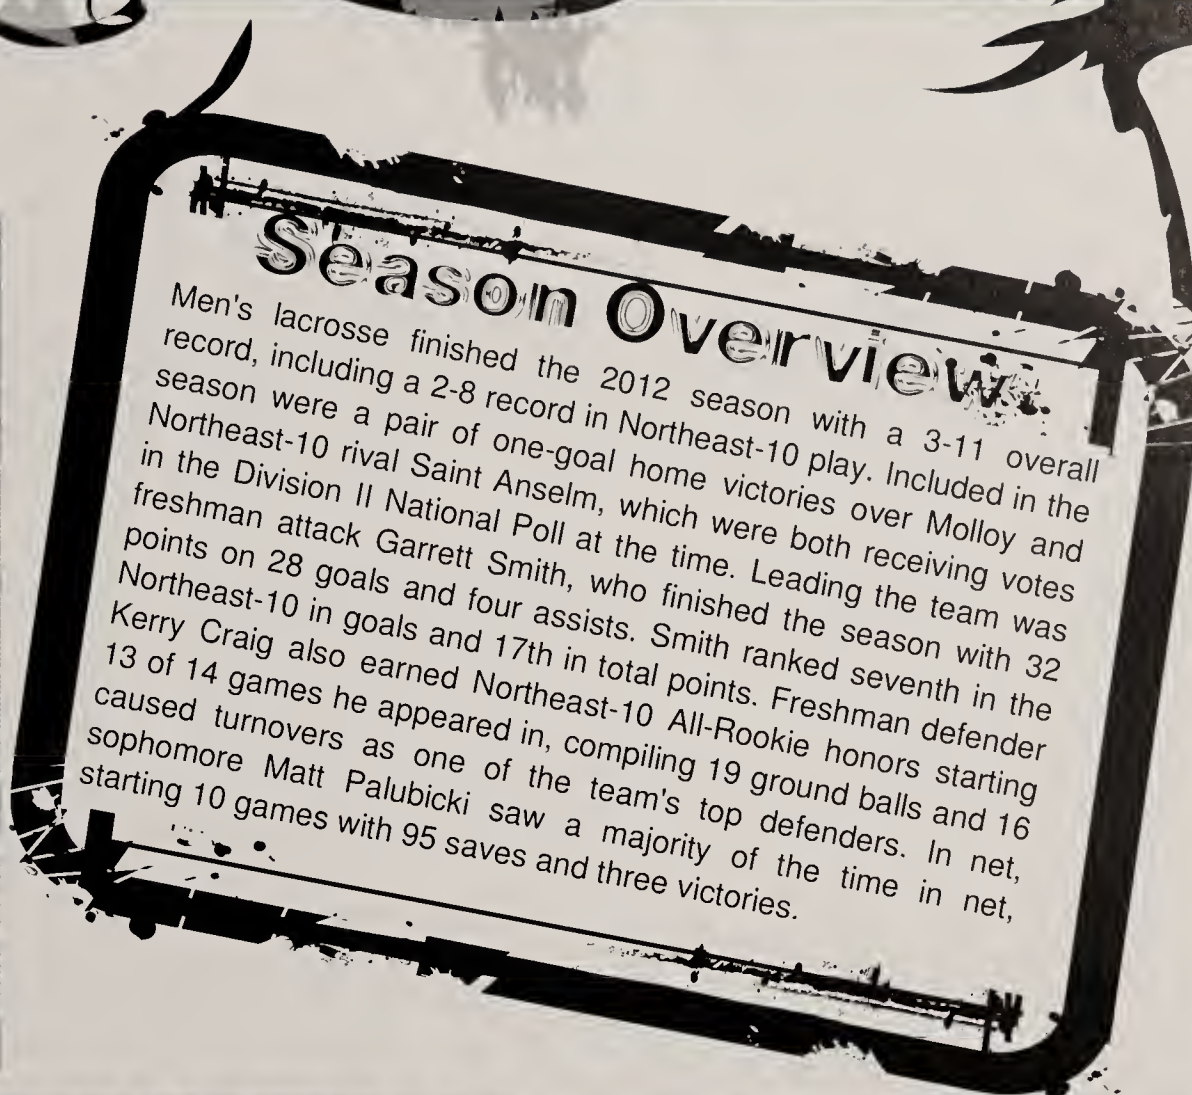 Season Overview
Men's lacrosse finished the 2012 season with a 3-11 overall
record, including a 2-8 record in Northeast-10 play. Included in the
season were a pair of one-goal home victories over Molloy and
Northeast-10 rival Saint Anselm, which were both receiving votes
in the Division II National Poll at the time. Leading the team was
freshman attack Garrett Smith, who finished the season with 32
points on 28 goals and four assists. Smith ranked seventh in the
Northeast-10 in goals and 17th in total points. Freshman defender
Kerry Craig also earned Northeast-10 All-Rookie honors starting
13 of 14 games he appeared in, compiling 19 ground balls and 16
caused turnovers as one of the team's top defenders. In net,
sophomore Matt Palubicki saw a majority of the time in net,
starting 10 games with 95 saves and three victories.